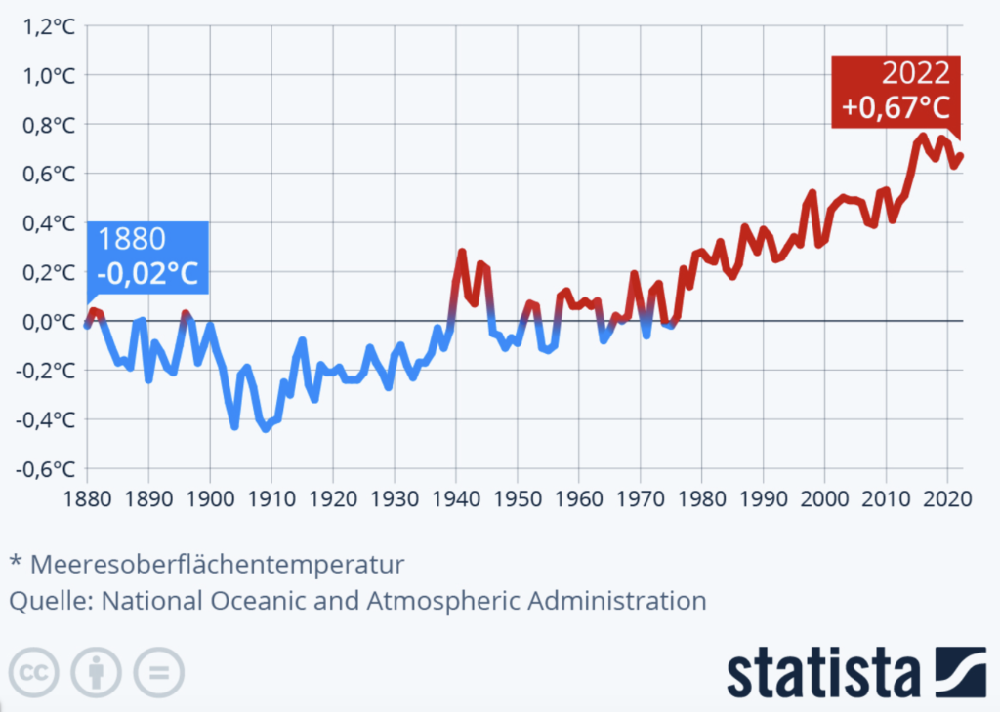 1,2°C
1,0°C
2022
+0,67°C
0,8°C
0,6°C
0,4°C
1880
-0,02°C
0,2°C
0,0°C
-0,2°C
-0,4°C
-0,6°C
1880 1890 1900 1910 1920 1930 1940 1950 1960 1970 1980 1990 2000 2010 2020
* Meeresoberflächentemperatur
Quelle: National Oceanic and Atmospheric Administration
cc =
statista